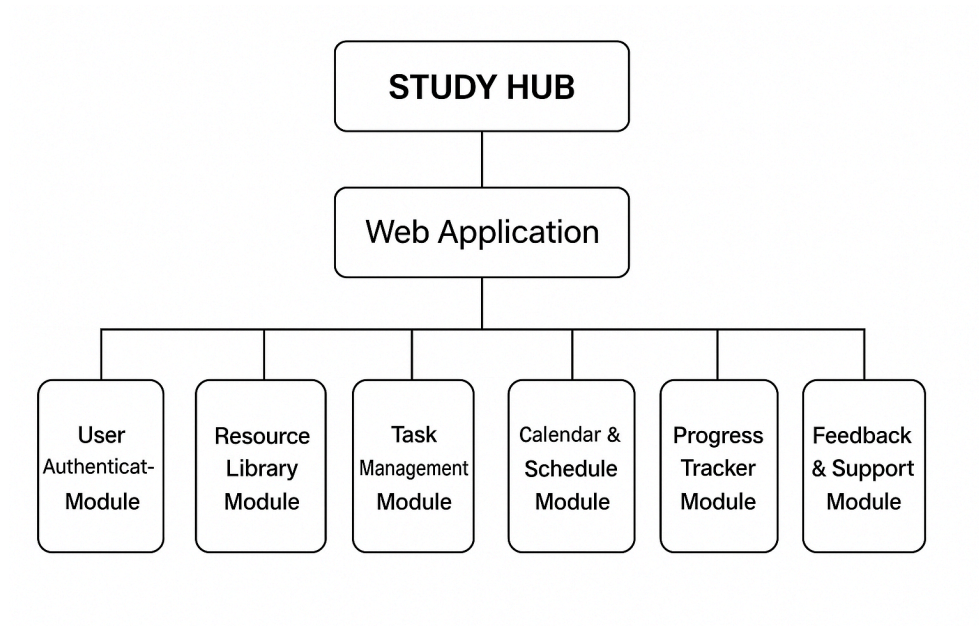 STUDY HUB
Web Application
User
Authenticat-
Module
Resource
Library
Module
Task
Management
Module
Calendar &
Schedule
Module
Progress
Tracker
Module
Feedback
& Support
Module